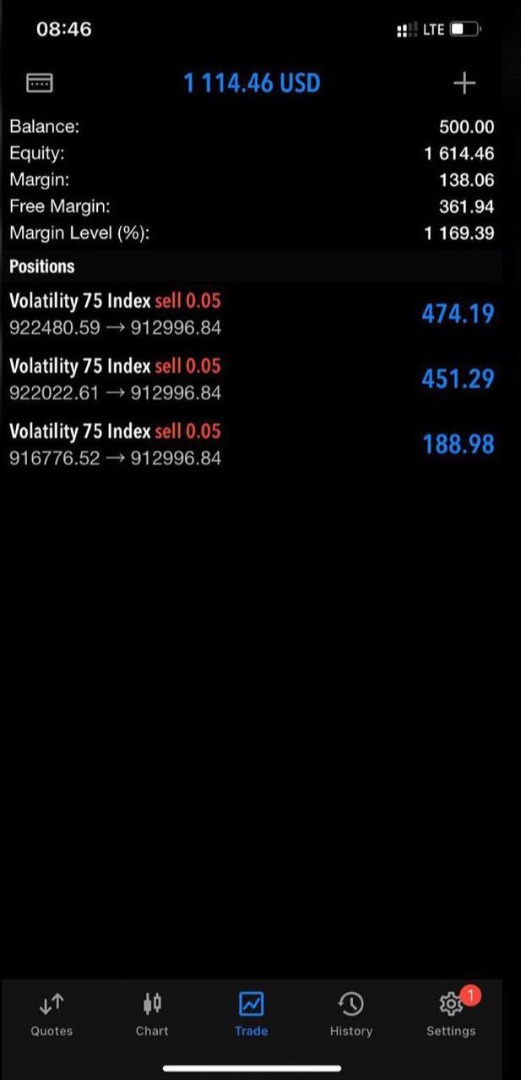 08:46 LTE
1 114.46 USD
Balance: 500.00
Equity: 1 614.46
Margin: 138.06
Free Margin: 361.94
Margin Level (%): 1 169.39
Positions
Volatility 75 Index sell 0.05
922480.59 → 912996.84 474.19
Volatility 75 Index sell 0.05
922022.61 → 912996.84 451.29
Volatility 75 Index sell 0.05
916776.52 → 912996.84 188.98
1
Quotes Chart Trade History Settings